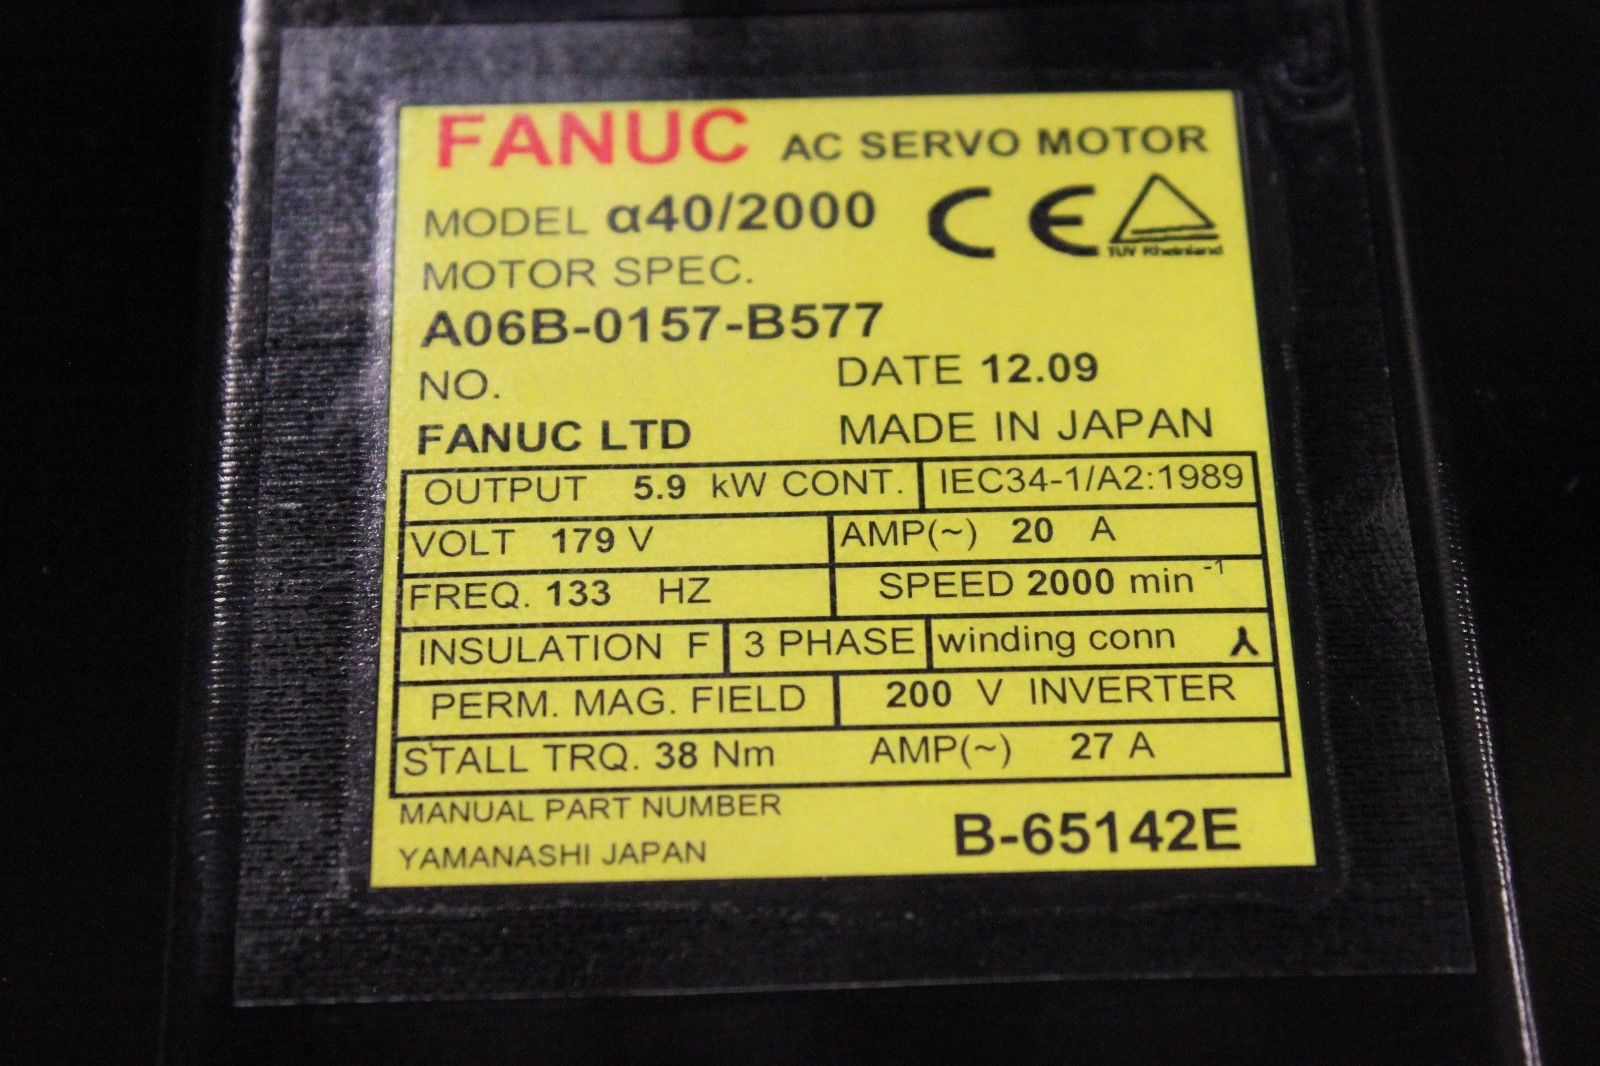 FANUC AC SERVO MOTOR
MODEL α40/2000 CE TUV Rheinland
MOTOR SPEC.
A06B-0157-B577
NO. DATE 12.09
FANUC LTD MADE IN JAPAN
OUTPUT 5.9 kW CONT. IEC34-1/A2:1989
VOLT 179 V AMP(~) 20 A
FREQ. 133 HZ SPEED 2000 min⁻¹
INSULATION F 3 PHASE winding conn
PERM. MAG. FIELD 200 V INVERTER
STALL TRQ. 38 Nm AMP(~) 27 A
MANUAL PART NUMBER
YAMANASHI JAPAN B-65142E